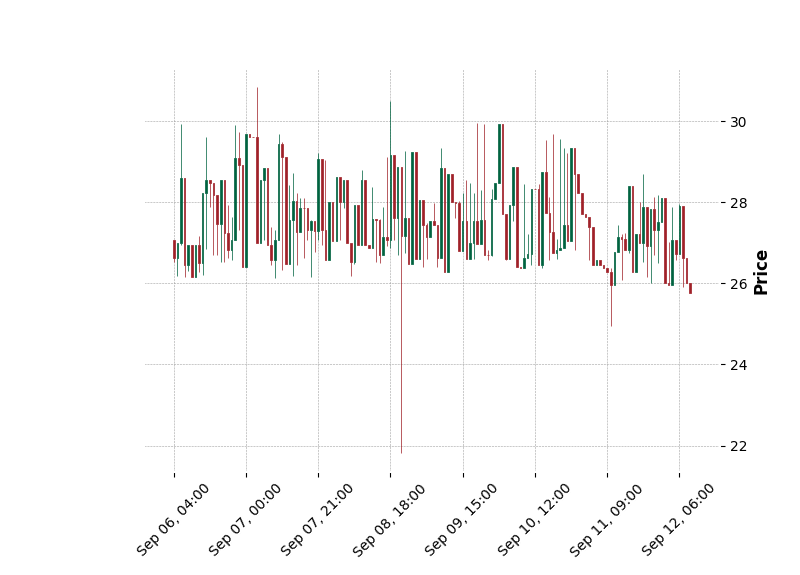 30
28
26
24
22
Price
Sep 06, 04:00
Sep 07, 00:00
Sep 07, 21:00
Sep 08, 18:00
Sep 09, 15:00
Sep 10, 12:00
Sep 11, 09:00
Sep 12, 06:00